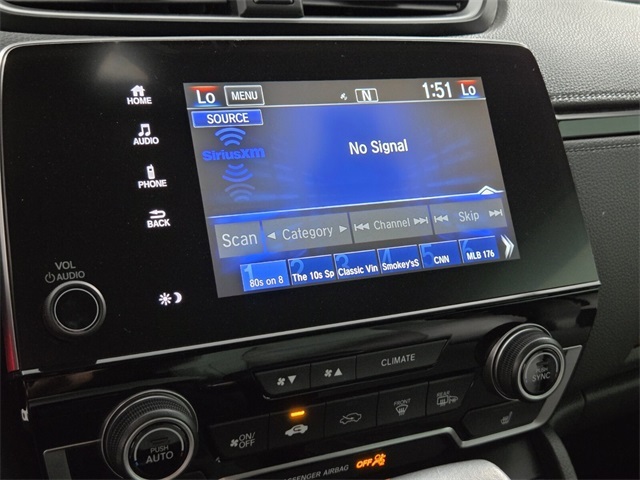 Lo MENU N 1:51 Lo
HOME
SOURCE
AUDIO
SiriusXM
No Signal
PHONE
BACK
Scan Category Channel Skip
1 2 3 4 5 6
80s on 8 The 10s Sp Classic Vin Smokey'sS CNN MLB 176
VOL
AUDIO
CLIMATE
PUSH
SYNC
FRONT
REAR
ON/
OFF
PUSH
AUTO
PASSENGER AIRBAG OFF